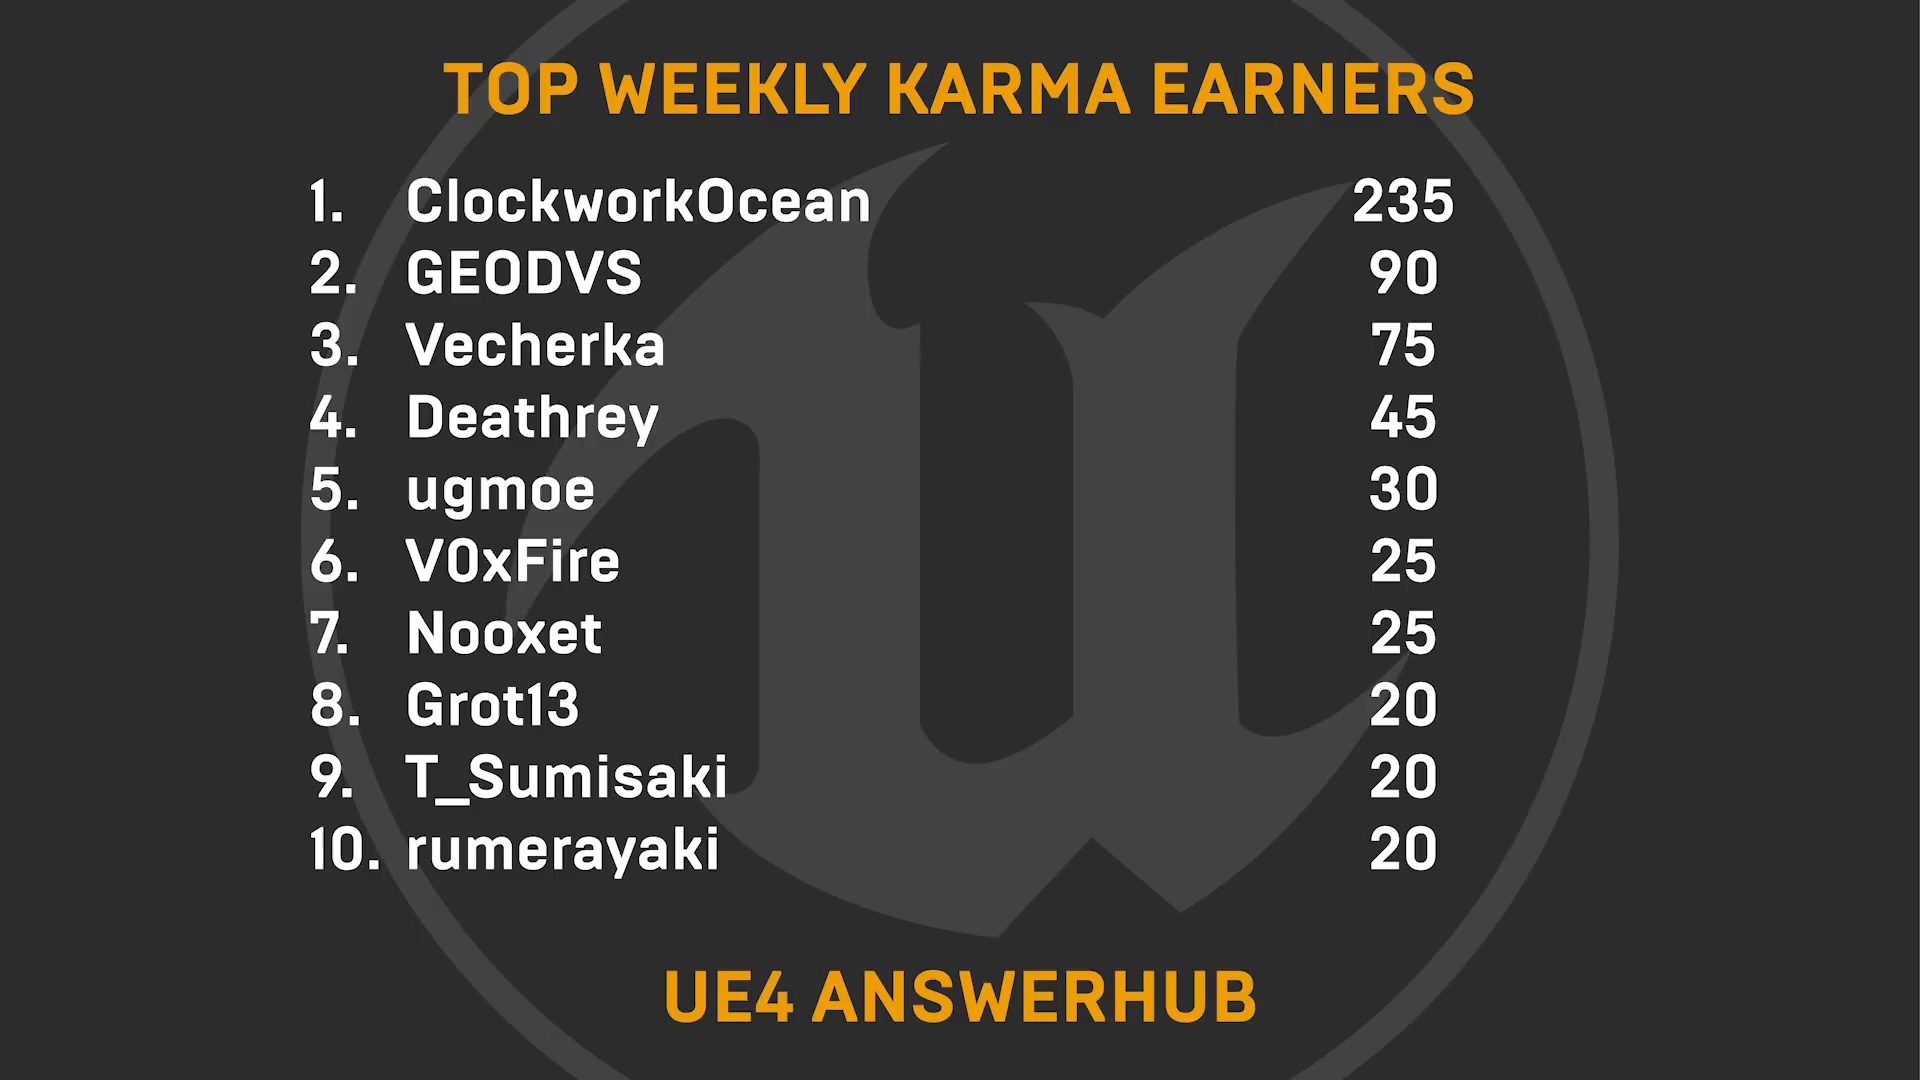 TOP WEEKLY KARMA EARNERS
1. ClockworkOcean 235
2. GEODVS 90
3. Vecherka 75
4. Deathrey 45
5. ugmoe 30
6. V0xFire 25
7. Nooxet 25
8. Grot13 20
9. T_Sumisaki 20
10. rumerayaki 20
UE4 ANSWERHUB